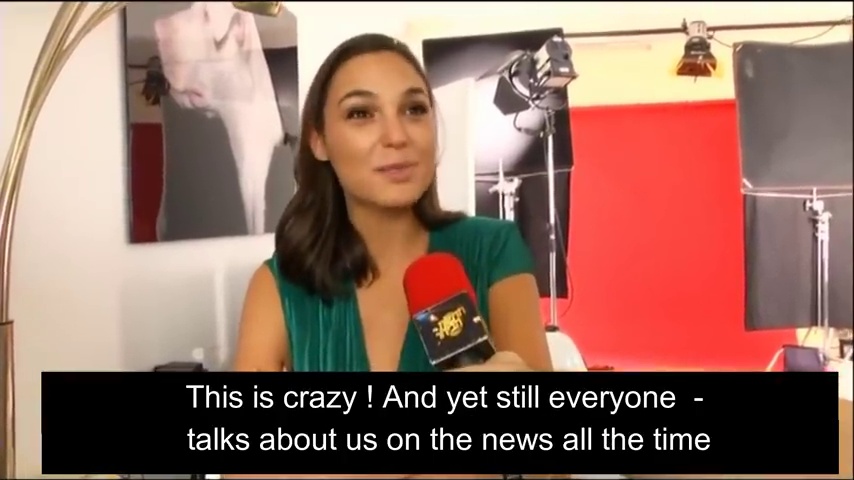 This is crazy ! And yet still everyone -
talks about us on the news all the time